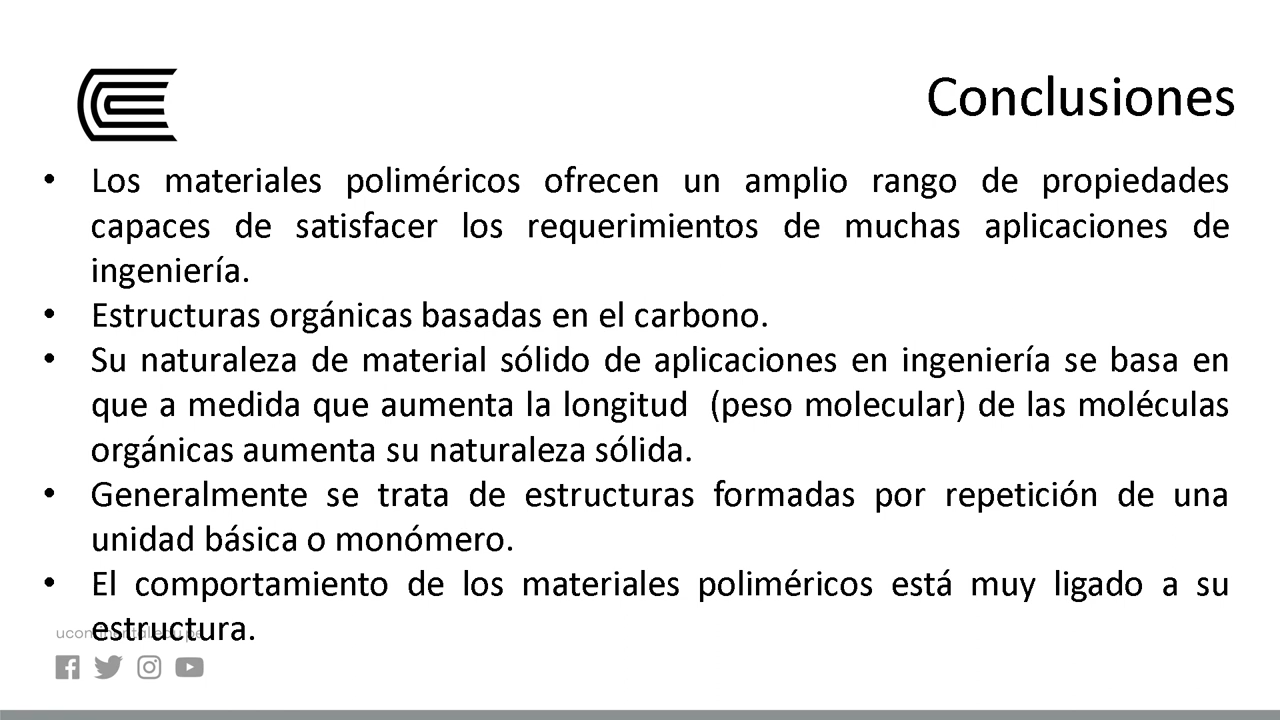 Conclusiones
• Los materiales poliméricos ofrecen un amplio rango de propiedades
capaces de satisfacer los requerimientos de muchas aplicaciones de
ingeniería.
• Estructuras orgánicas basadas en el carbono.
• Su naturaleza de material sólido de aplicaciones en ingeniería se basa en
que a medida que aumenta la longitud (peso molecular) de las moléculas
orgánicas aumenta su naturaleza sólida.
• Generalmente se trata de estructuras formadas por repetición de una
unidad básica o monómero.
• El comportamiento de los materiales poliméricos está muy ligado a su
estructura.